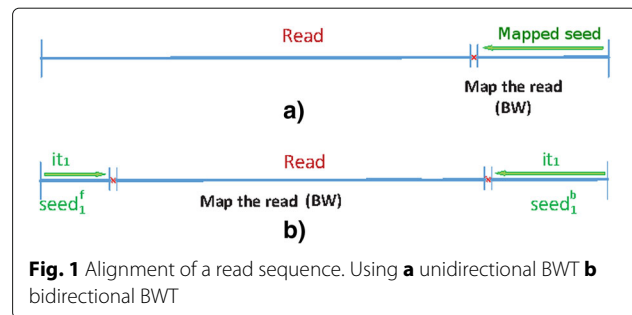 Read
Mapped seed
Map the read
(BW)
a)
it₁
Read
it₁
seed₁ᶠ
Map the read (BW)
seed₁ᵇ
b)
Fig. 1 Alignment of a read sequence. Using a unidirectional BWT b
bidirectional BWT